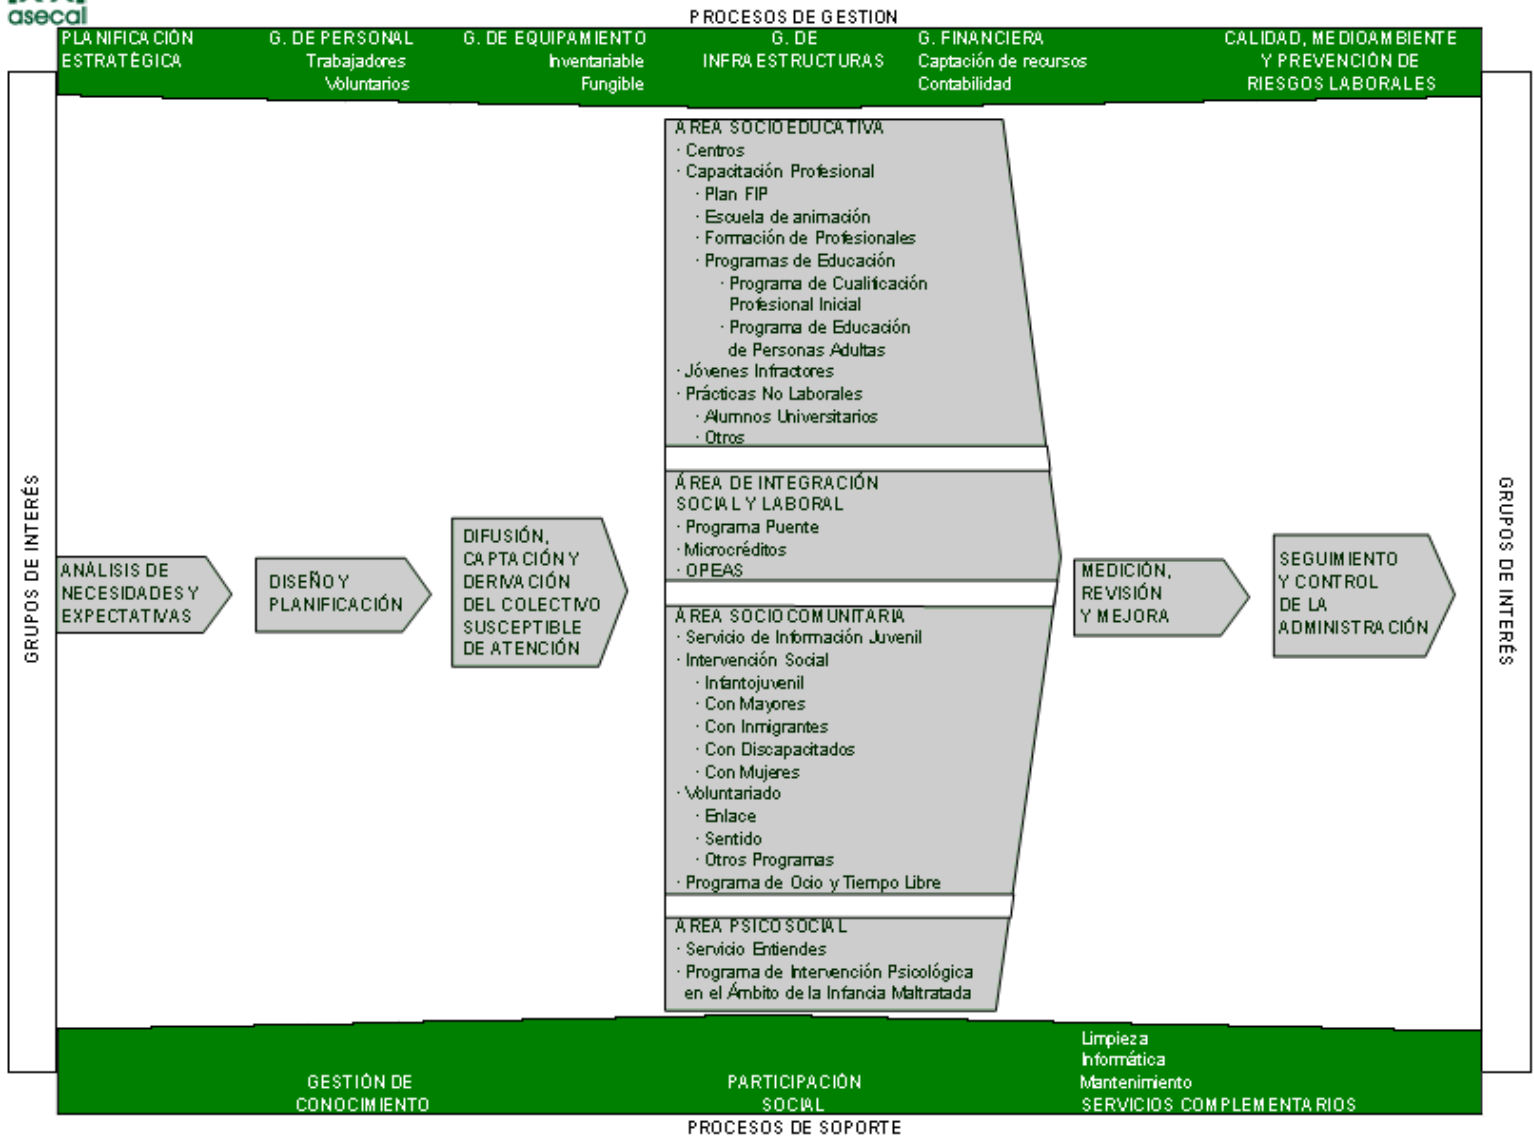 asecal
PROCESOS DE GESTION
PLANIFICACIÓN
ESTRATÉGICA
G. DE PERSONAL
Trabajadores
Voluntarios
G. DE EQUIPAMIENTO
Inventariable
Fungible
G. DE
INFRAESTRUCTURAS
G. FINANCIERA
Captación de recursos
Contabilidad
CALIDAD, MEDIOAMBIENTE
Y PREVENCIÓN DE
RIESGOS LABORALES
GRUPOS DE INTERÉS
ANÁLISIS DE
NECESIDADES Y
EXPECTATIVAS
DISEÑO Y
PLANIFICACIÓN
DIFUSIÓN,
CAPTACIÓN Y
DERIVACIÓN
DEL COLECTIVO
SUSCEPTIBLE
DE ATENCIÓN
ÁREA SOCIOEDUCATIVA
· Centros
· Capacitación Profesional
· Plan FIP
· Escuela de animación
· Formación de Profesionales
· Programas de Educación
· Programa de Cualificación
Profesional Inicial
· Programa de Educación
de Personas Adultas
· Jóvenes Infractores
· Prácticas No Laborales
· Alumnos Universitarios
· Otros
ÁREA DE INTEGRACIÓN
SOCIAL Y LABORAL
· Programa Puente
· Microcréditos
· OPEAS
ÁREA SOCIOCOMUNITARIA
· Servicio de Información Juvenil
· Intervención Social
· Infantojuvenil
· Con Mayores
· Con Inmigrantes
· Con Discapacitados
· Con Mujeres
· Voluntariado
· Enlace
· Sentido
· Otros Programas
· Programa de Ocio y Tiempo Libre
ÁREA PSICOSOCIAL
· Servicio Entiendes
· Programa de Intervención Psicológica
en el Ámbito de la Infancia Maltratada
MEDICIÓN,
REVISIÓN
Y MEJORA
SEGUIMIENTO
Y CONTROL
DE LA
ADMINISTRACIÓN
GRUPOS DE INTERÉS
GESTIÓN DE
CONOCIMIENTO
PARTICIPACIÓN
SOCIAL
Limpieza
Informática
Mantenimiento
SERVICIOS COMPLEMENTARIOS
PROCESOS DE SOPORTE